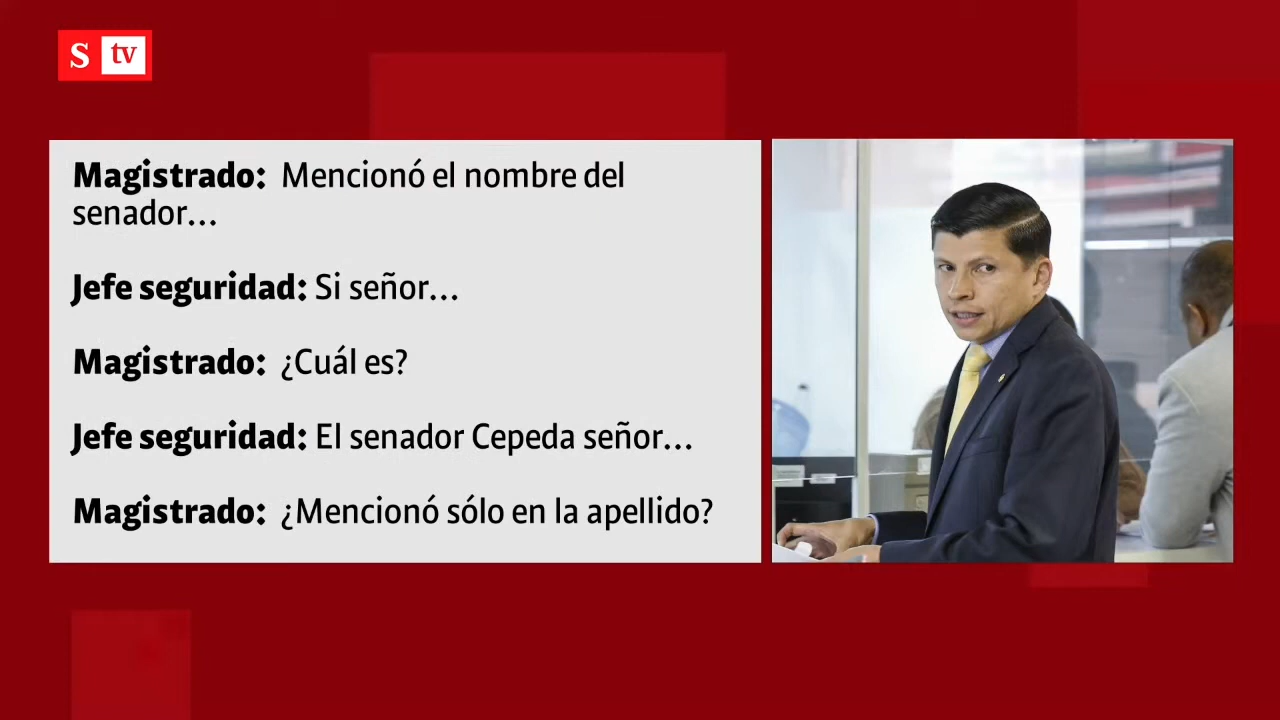 S tv
Magistrado: Mencionó el nombre del
senador...
Jefe seguridad: Si señor...
Magistrado: ¿Cuál es?
Jefe seguridad: El senador Cepeda señor...
Magistrado: ¿Mencionó sólo en la apellido?